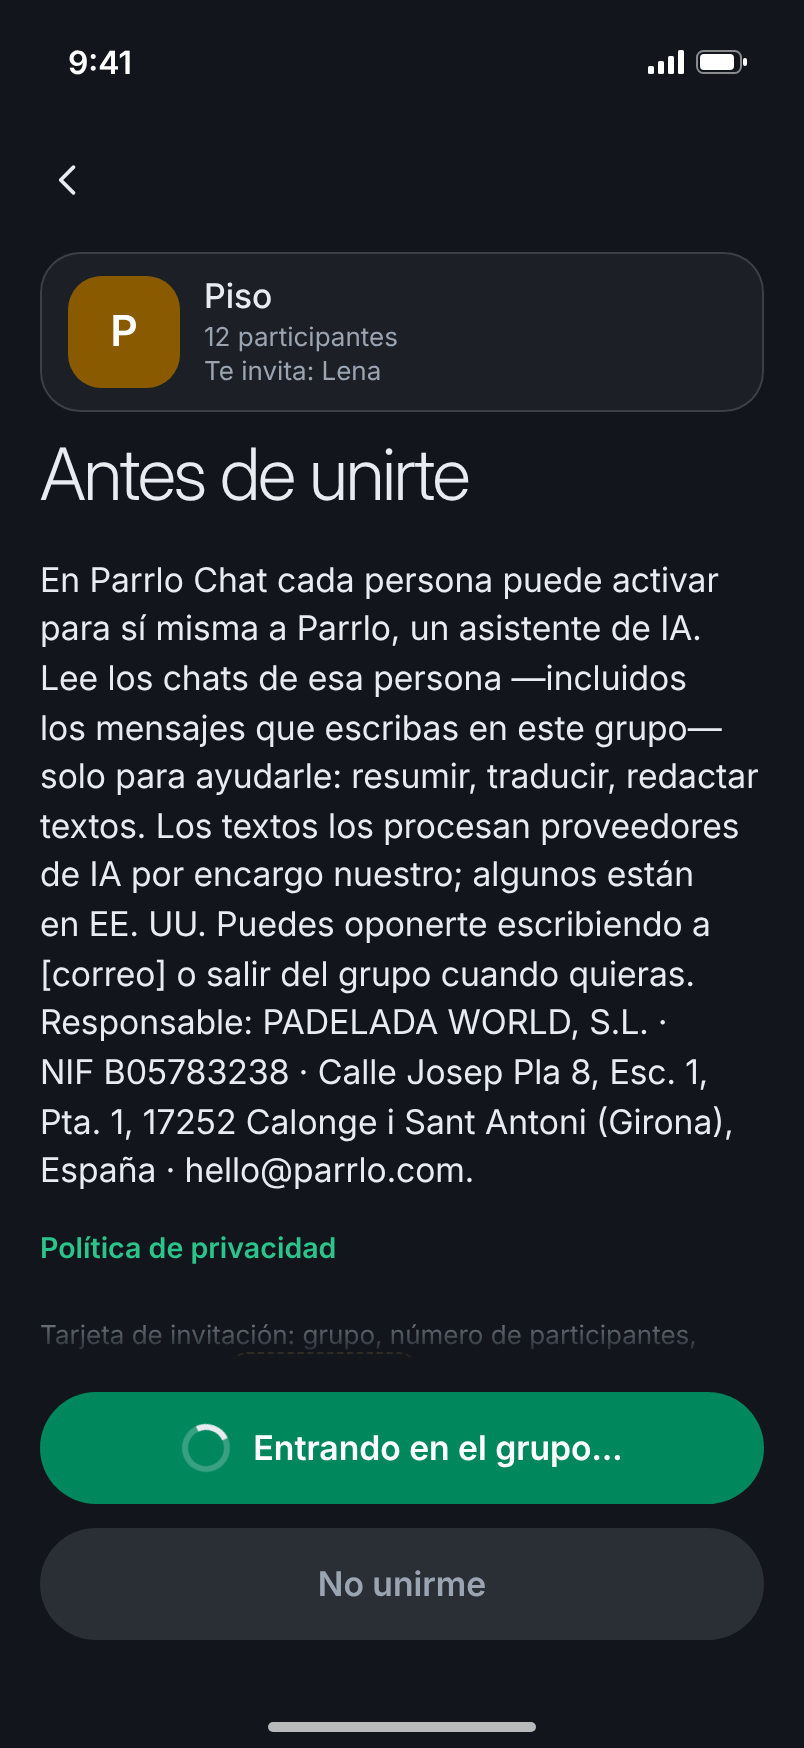 9:41
P
Piso
12 participantes
Te invita: Lena
Antes de unirte
En Parrlo Chat cada persona puede activar
para sí misma a Parrlo, un asistente de IA.
Lee los chats de esa persona —incluidos
los mensajes que escribas en este grupo—
solo para ayudarle: resumir, traducir, redactar
textos. Los textos los procesan proveedores
de IA por encargo nuestro; algunos están
en EE. UU. Puedes oponerte escribiendo a
[correo] o salir del grupo cuando quieras.
Responsable: PADELADA WORLD, S.L. ·
NIF B05783238 · Calle Josep Pla 8, Esc. 1,
Pta. 1, 17252 Calonge i Sant Antoni (Girona),
España · hello@parrlo.com.
Política de privacidad
Tarjeta de invitación: grupo, número de participantes,
Entrando en el grupo...
No unirme